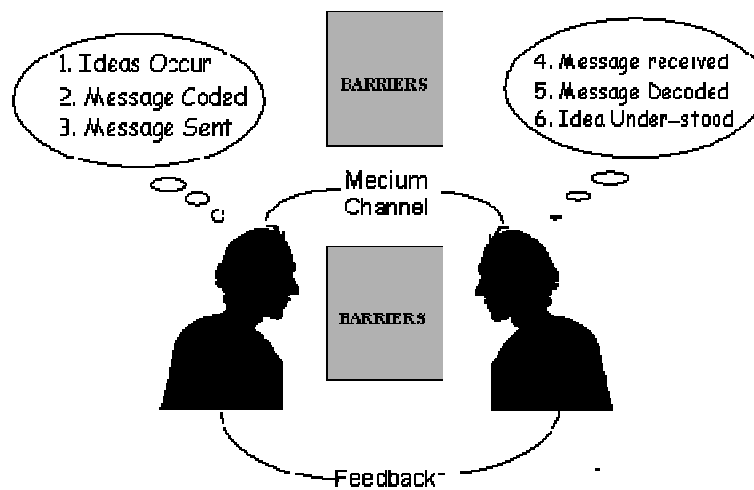 1. Ideas Occur
2. Message Coded
3. Message Sent
BARRIERS
4. Message received
5. Message Decoded
6. Idea Under-stood
Mecium
Channel
BARRIERS
Feedback